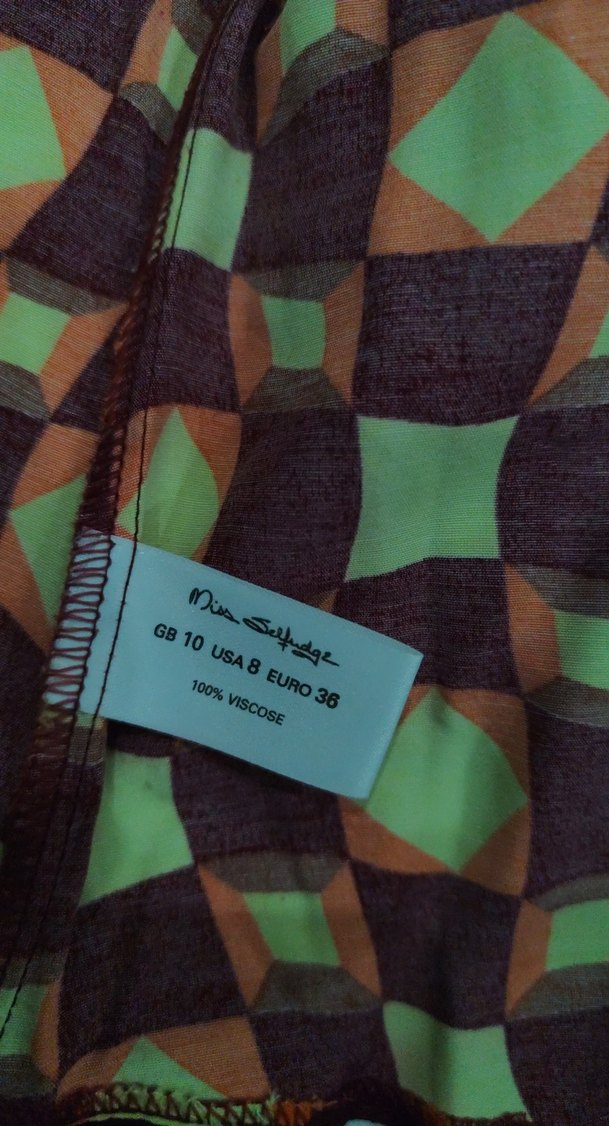 Miss Selfridge
GB 10 USA 8 EURO 36
100% VISCOSE